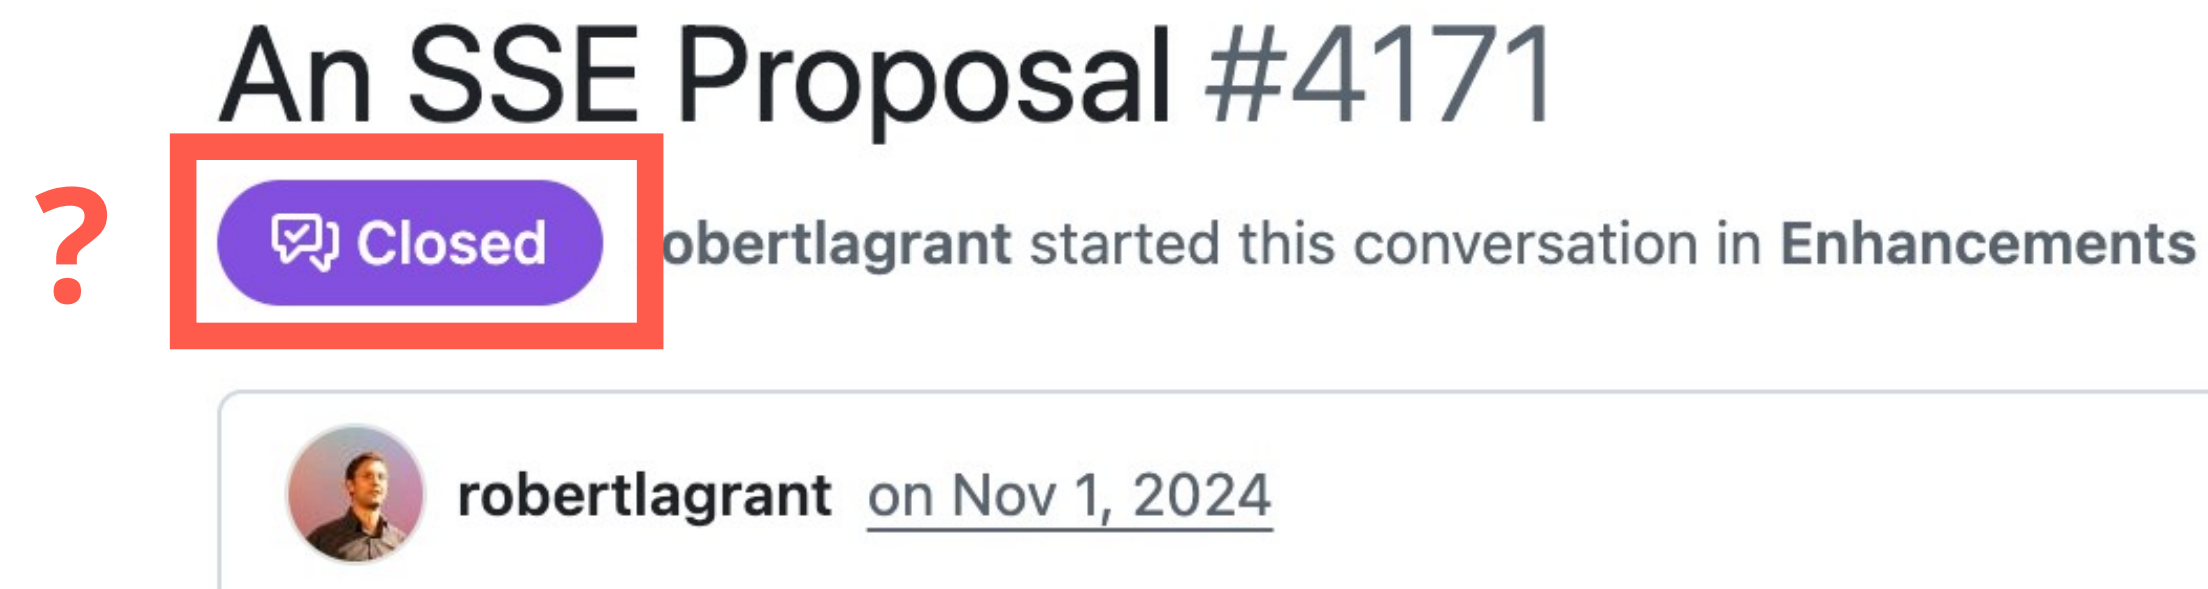 An SSE Proposal #4171
?
Closed
obertlagrant started this conversation in Enhancements
robertlagrant on Nov 1, 2024